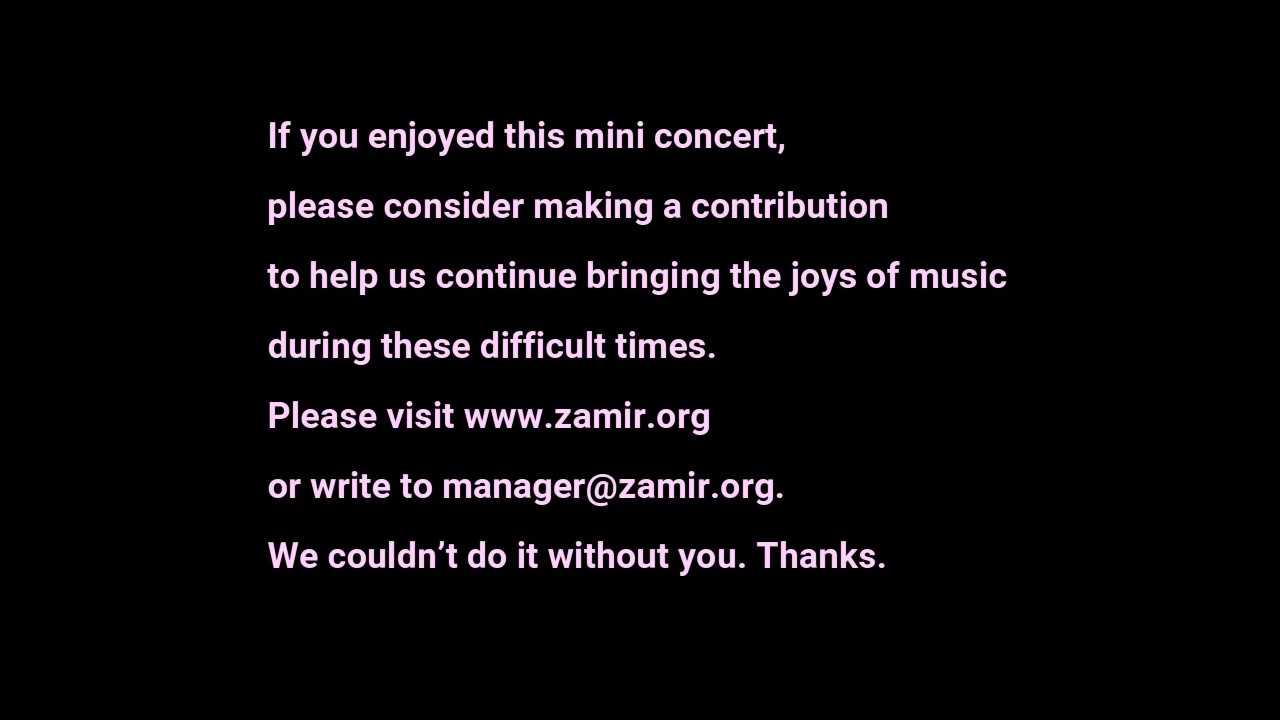 If you enjoyed this mini concert,
please consider making a contribution
to help us continue bringing the joys of music
during these difficult times.
Please visit www.zamir.org
or write to manager@zamir.org.
We couldn’t do it without you. Thanks.